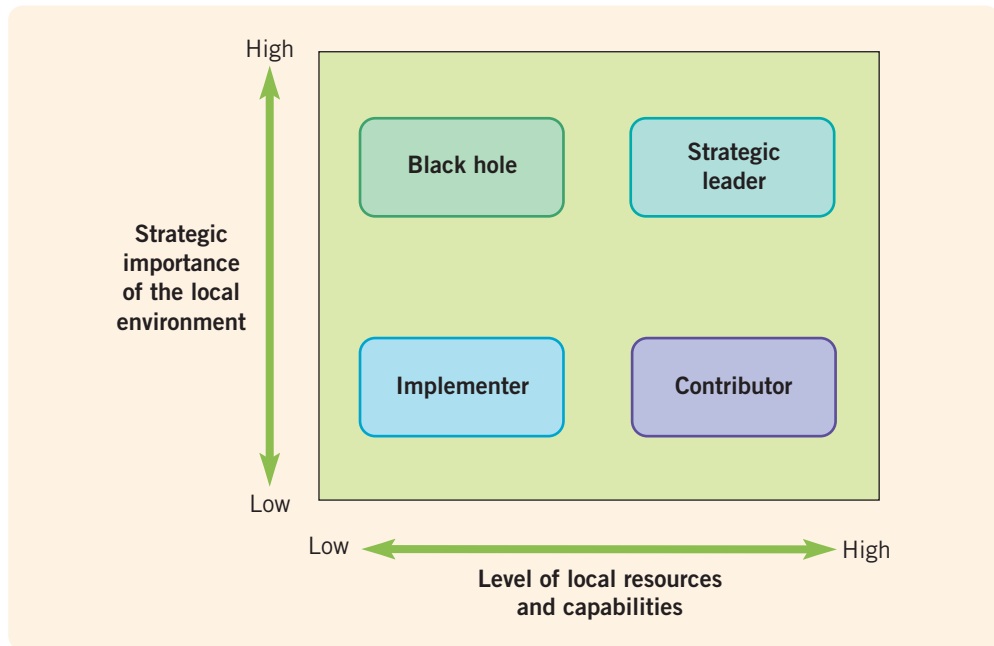 High
Black hole
Strategic
leader
Strategic
importance
of the local
environment
Implementer
Contributor
Low
Low
High
Level of local resources
and capabilities